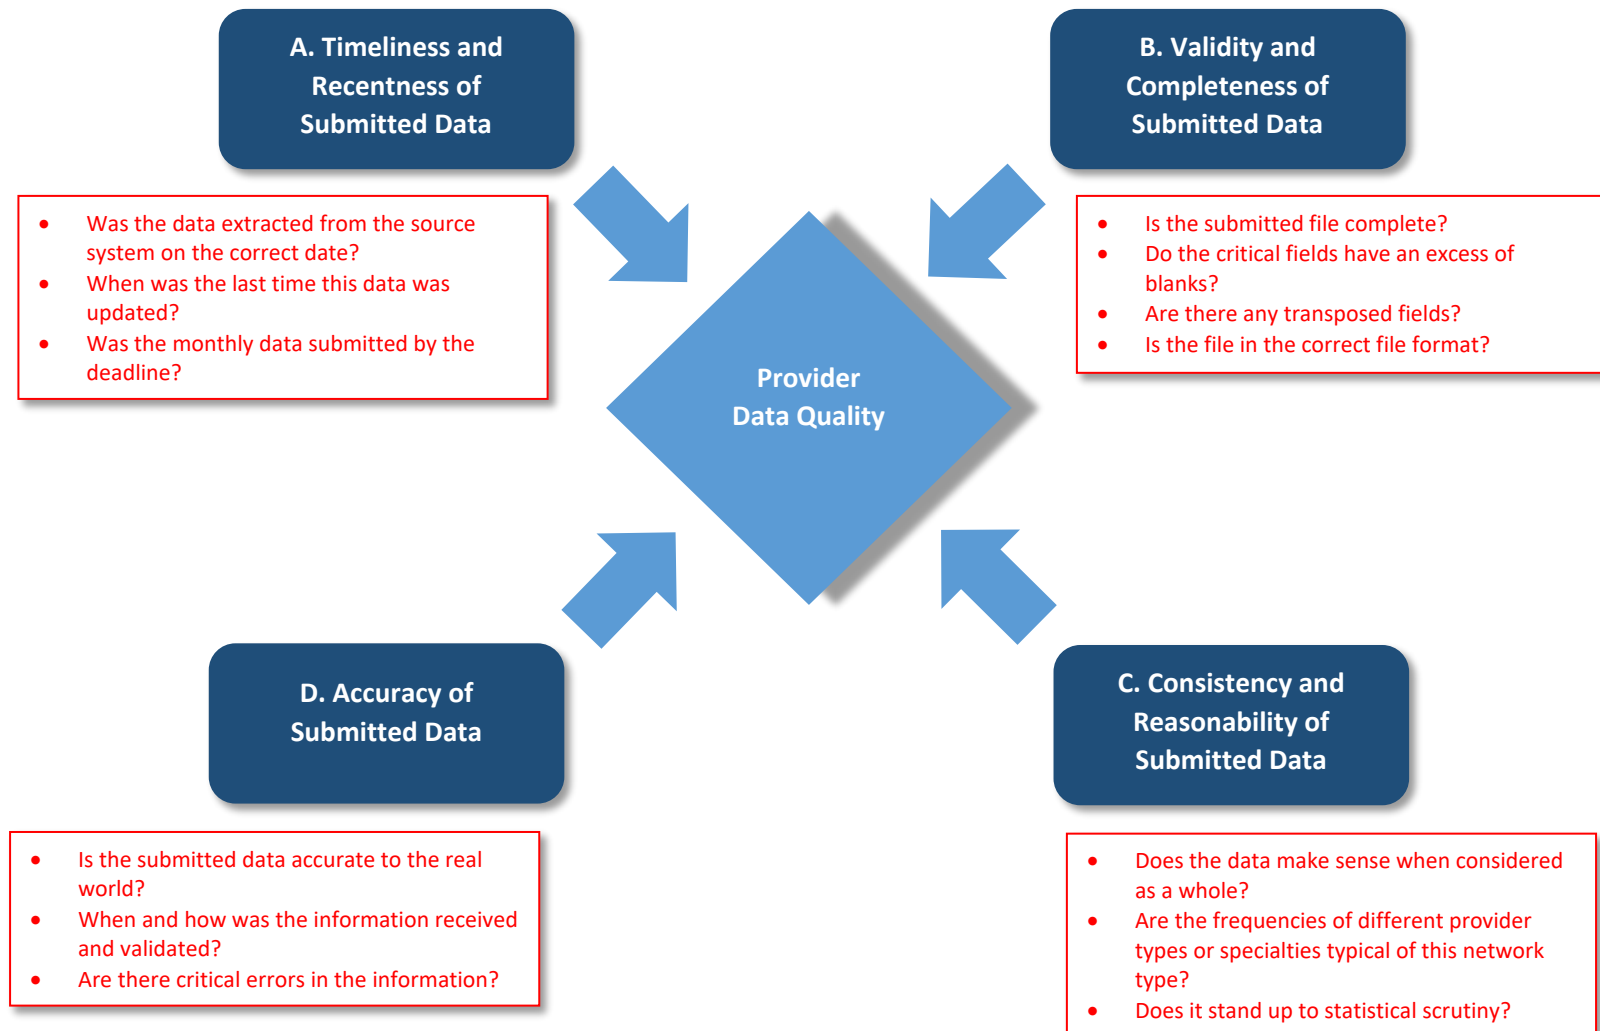 A. Timeliness and
Recentness of
Submitted Data
B. Validity and
Completeness of
Submitted Data
• Was the data extracted from the source
system on the correct date?
• When was the last time this data was
updated?
• Was the monthly data submitted by the
deadline?
• Is the submitted file complete?
• Do the critical fields have an excess of
blanks?
• Are there any transposed fields?
• Is the file in the correct file format?
Provider
Data Quality
D. Accuracy of
Submitted Data
C. Consistency and
Reasonability of
Submitted Data
• Is the submitted data accurate to the real
world?
• When and how was the information received
and validated?
• Are there critical errors in the information?
• Does the data make sense when considered
as a whole?
• Are the frequencies of different provider
types or specialties typical of this network
type?
• Does it stand up to statistical scrutiny?